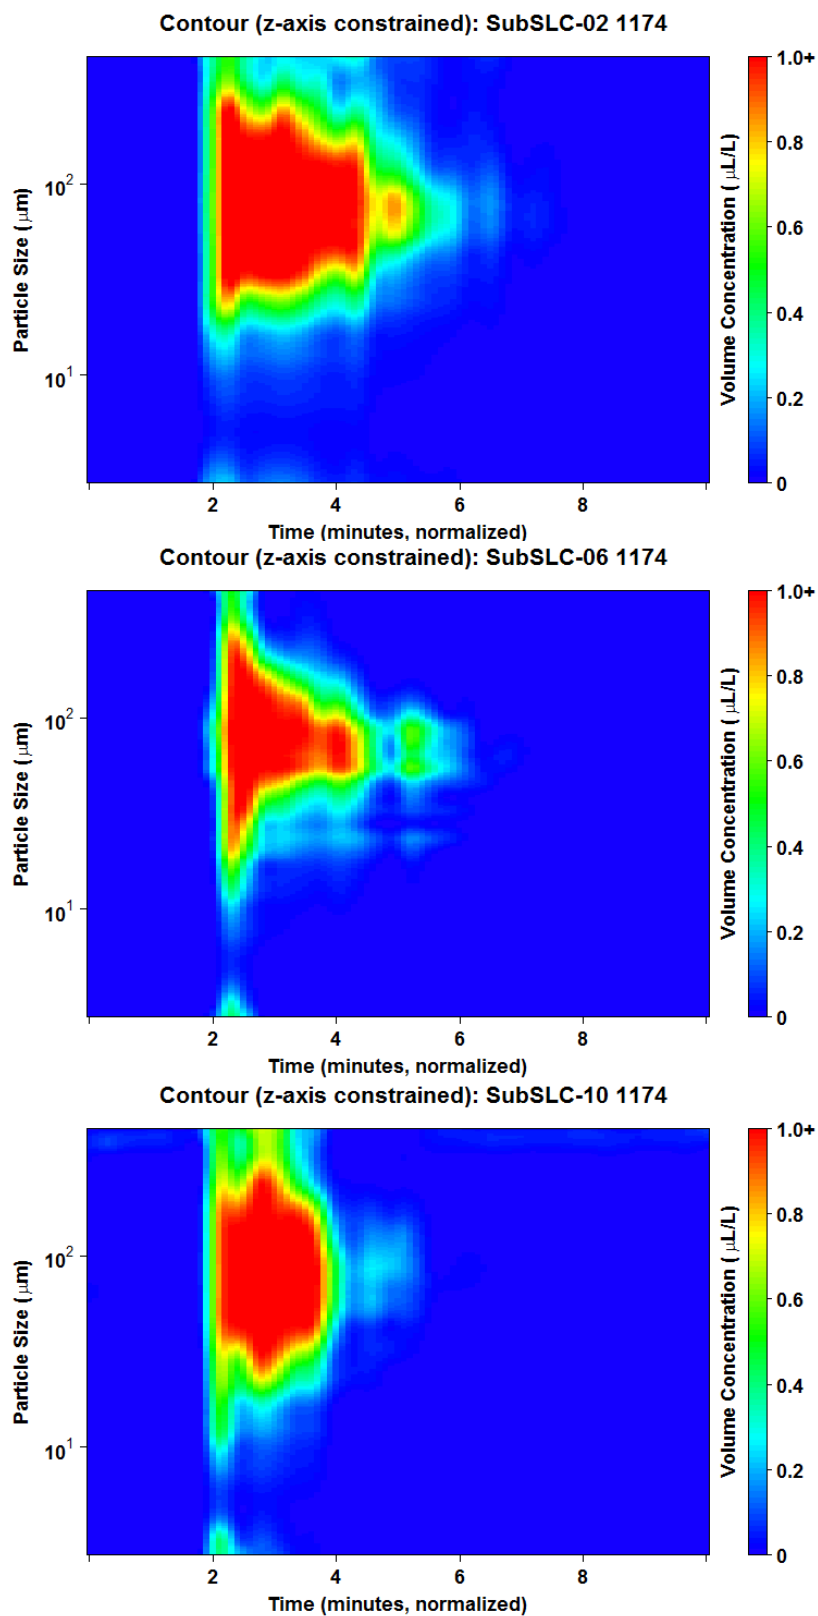 Contour (z-axis constrained): SubSLC-02 1174
1.0+
0.8
0.6
0.4
0.2
0
Volume Concentration ( μL/L)
Particle Size ( μm)
10²
10¹
2 4 6 8
Time (minutes, normalized)
Contour (z-axis constrained): SubSLC-06 1174
1.0+
0.8
0.6
0.4
0.2
0
Volume Concentration ( μL/L)
Particle Size ( μm)
10²
10¹
2 4 6 8
Time (minutes, normalized)
Contour (z-axis constrained): SubSLC-10 1174
1.0+
0.8
0.6
0.4
0.2
0
Volume Concentration ( μL/L)
Particle Size ( μm)
10²
10¹
2 4 6 8
Time (minutes, normalized)